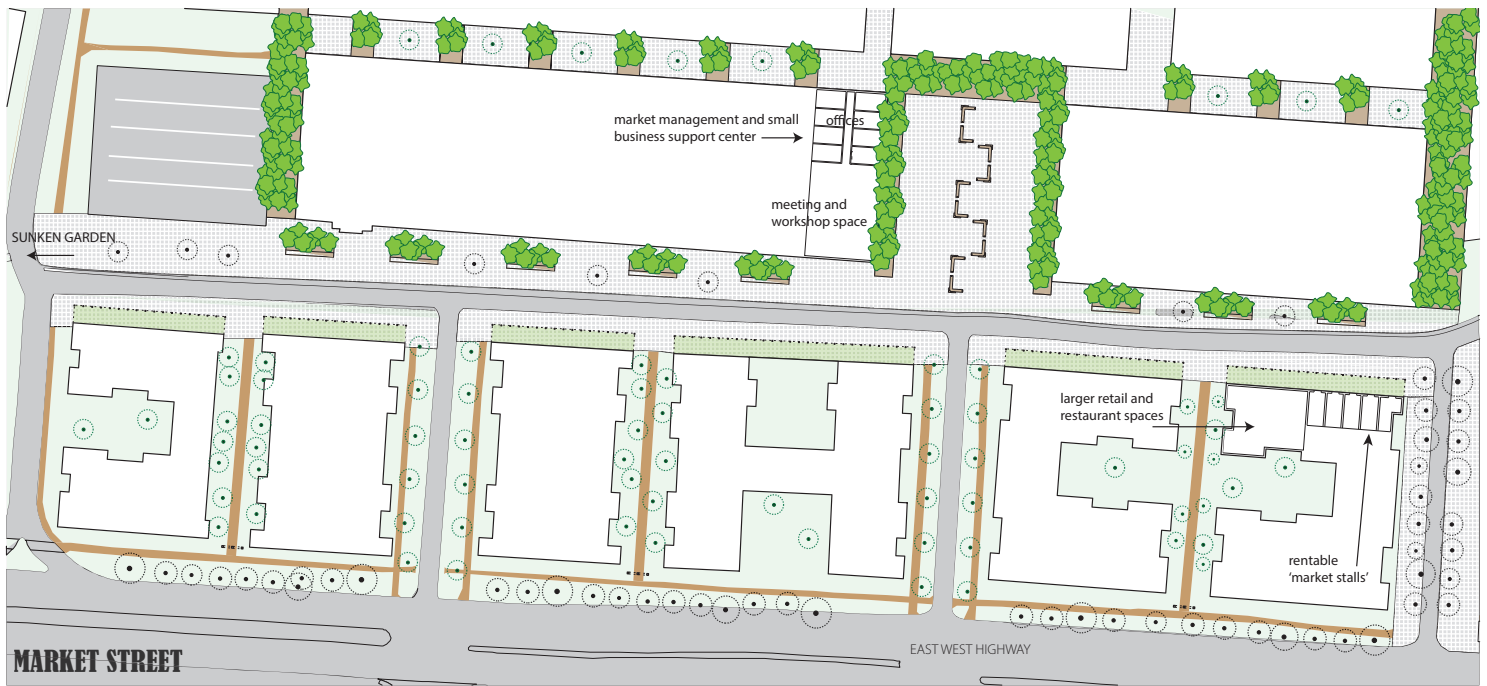 market management and small
business support center
offices
meeting and
workshop space
SUNKEN GARDEN
larger retail and
restaurant spaces
rentable
‘market stalls’
EAST WEST HIGHWAY
MARKET STREET